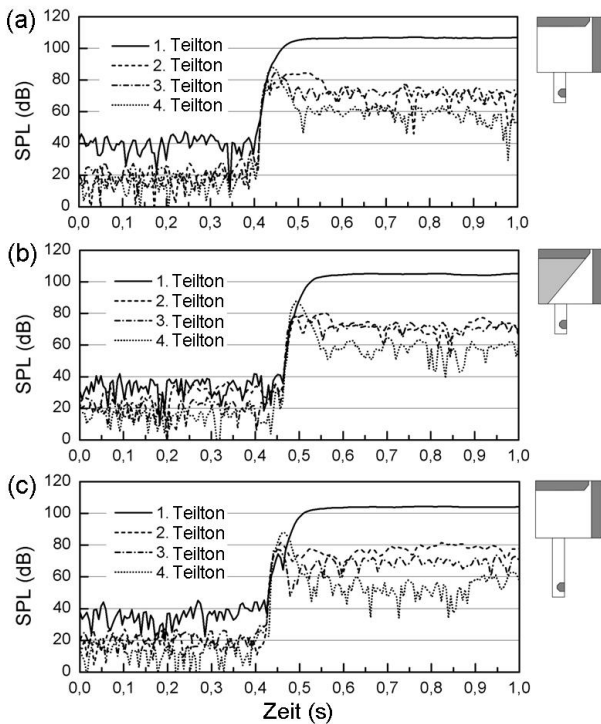 (a)
120
100
80
60
40
20
0
SPL (dB)
1. Teilton
2. Teilton
3. Teilton
4. Teilton
0,0 0,1 0,2 0,3 0,4 0,5 0,6 0,7 0,8 0,9 1,0
(b)
120
100
80
60
40
20
0
SPL (dB)
1. Teilton
2. Teilton
3. Teilton
4. Teilton
0,0 0,1 0,2 0,3 0,4 0,5 0,6 0,7 0,8 0,9 1,0
(c)
120
100
80
60
40
20
0
SPL (dB)
1. Teilton
2. Teilton
3. Teilton
4. Teilton
0,0 0,1 0,2 0,3 0,4 0,5 0,6 0,7 0,8 0,9 1,0
Zeit (s)